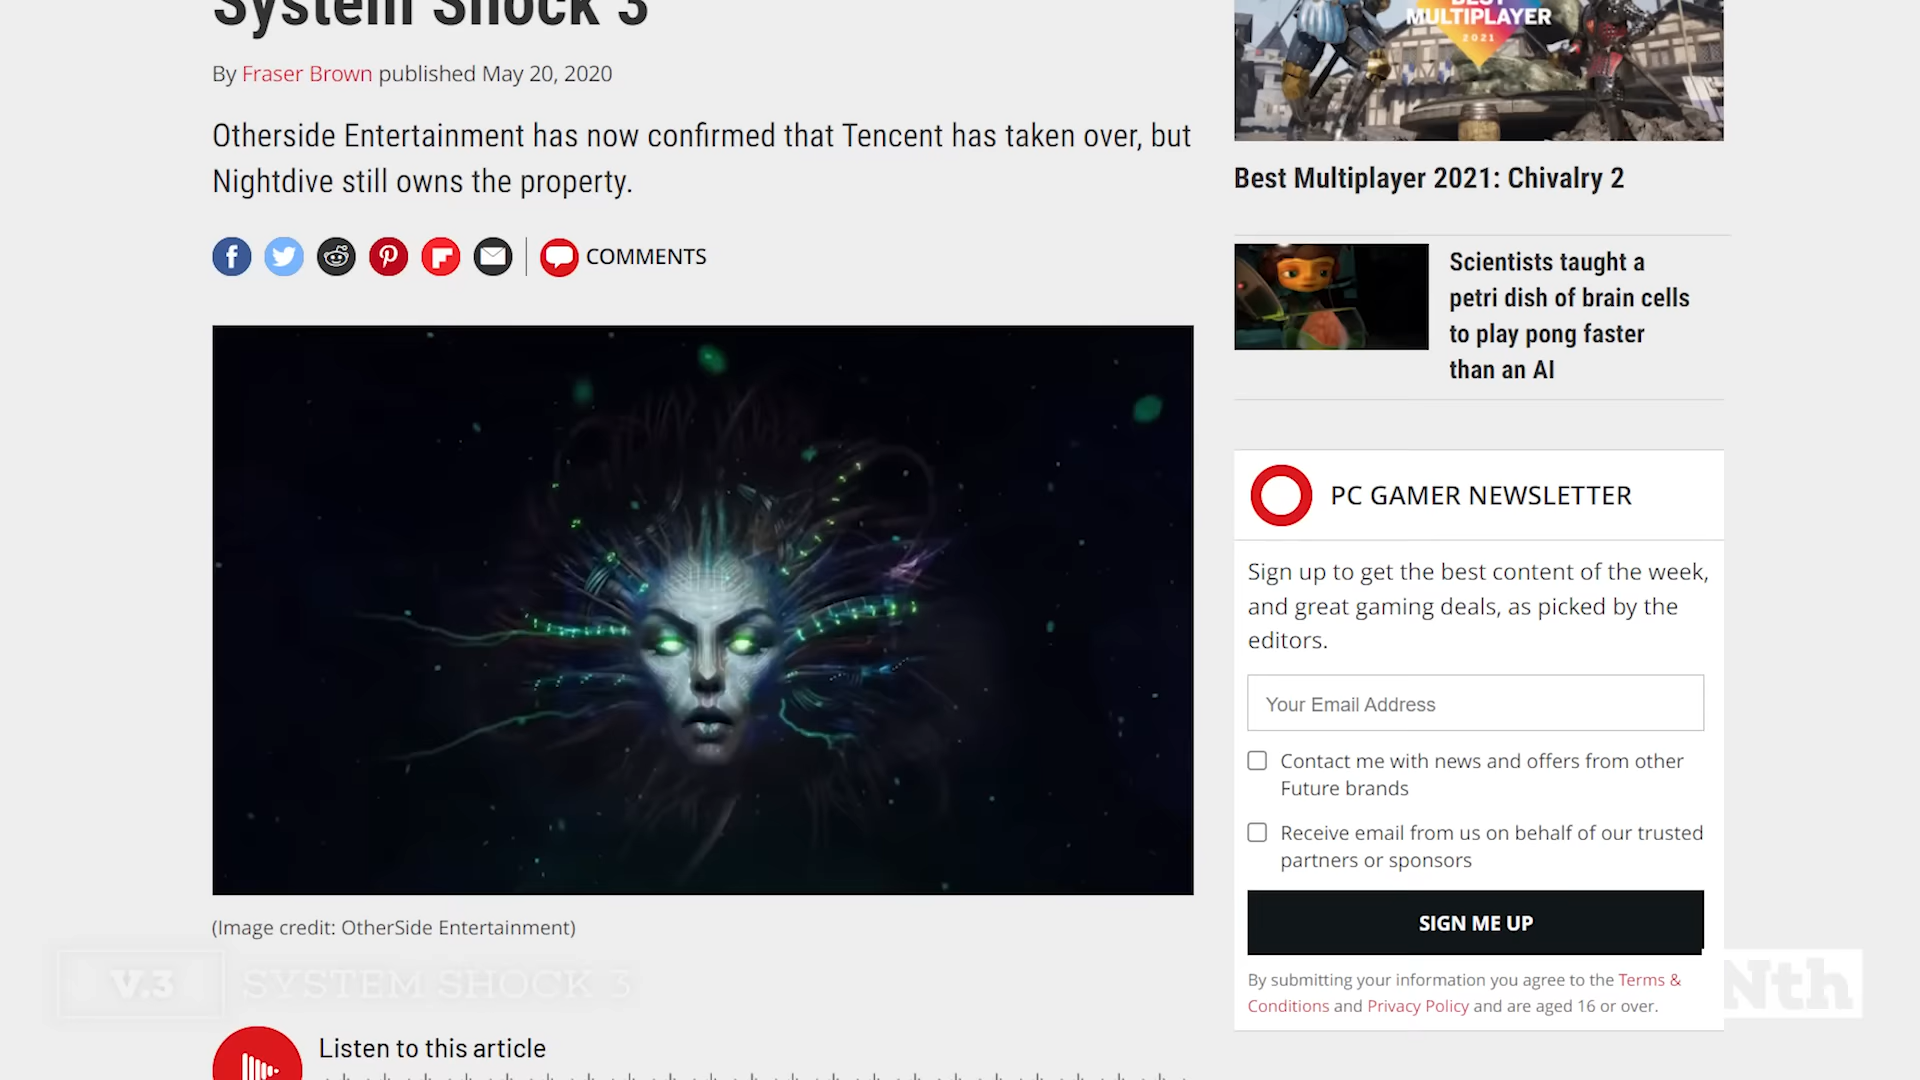 System Shock 3
By Fraser Brown published May 20, 2020
Otherside Entertainment has now confirmed that Tencent has taken over, but
Nightdive still owns the property.
COMMENTS
(Image credit: OtherSide Entertainment)
V.3 SYSTEM SHOCK 3
Listen to this article
BEST
MULTIPLAYER
2021
Best Multiplayer 2021: Chivalry 2
Scientists taught a
petri dish of brain cells
to play pong faster
than an AI
PC GAMER NEWSLETTER
Sign up to get the best content of the week,
and great gaming deals, as picked by the
editors.
Your Email Address
Contact me with news and offers from other
Future brands
Receive email from us on behalf of our trusted
partners or sponsors
SIGN ME UP
By submitting your information you agree to the Terms &
Conditions and Privacy Policy and are aged 16 or over.
Nth